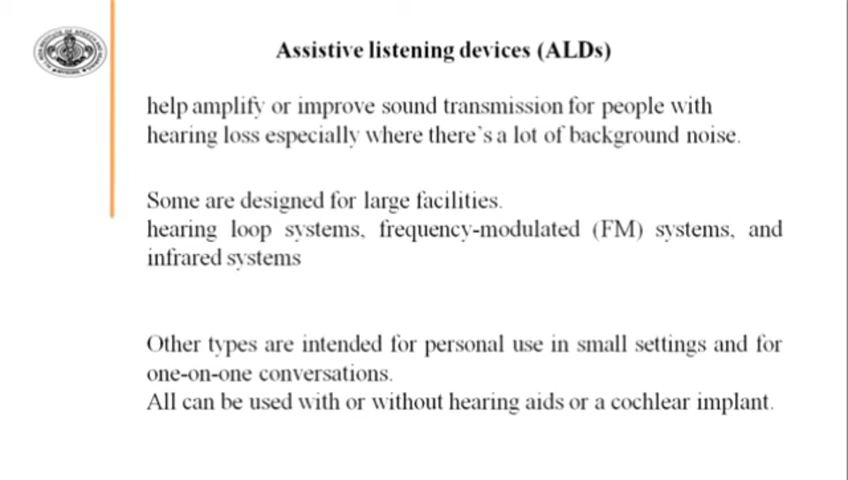 Assistive listening devices (ALDs)
help amplify or improve sound transmission for people with
hearing loss especially where there's a lot of background noise.
Some are designed for large facilities.
hearing loop systems, frequency-modulated (FM) systems, and
infrared systems
Other types are intended for personal use in small settings and for
one-on-one conversations.
All can be used with or without hearing aids or a cochlear implant.